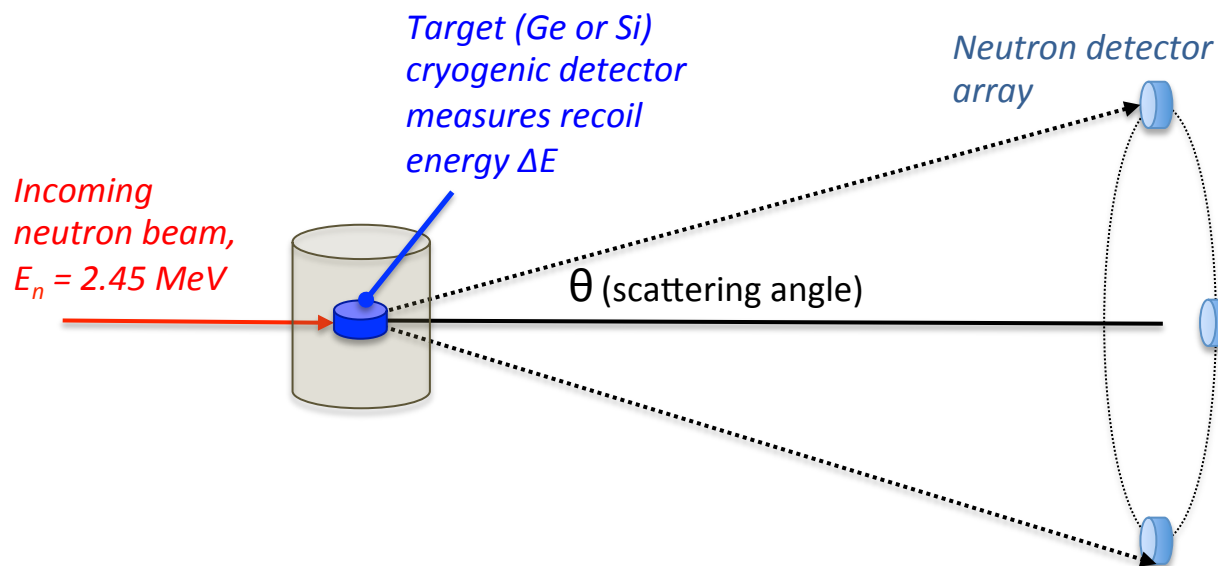 Target (Ge or Si)
cryogenic detector
measures recoil
energy ΔE
Neutron detector
array
Incoming
neutron beam,
Eₙ = 2.45 MeV
θ (scattering angle)